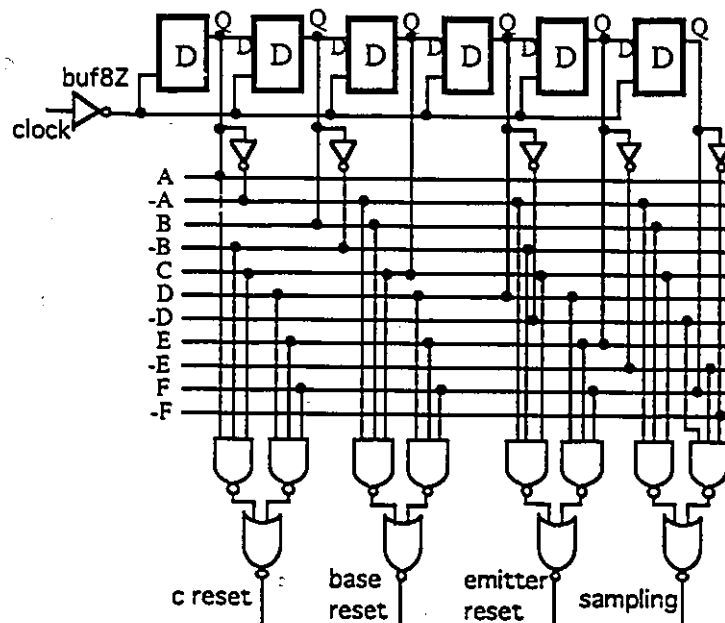 Q Q Q Q Q Q
D D D D D D D D D D D
buf8Z
clock
A
-A
B
-B
C
D
-D
E
-E
F
-F
c reset
base
reset
emitter
reset
sampling